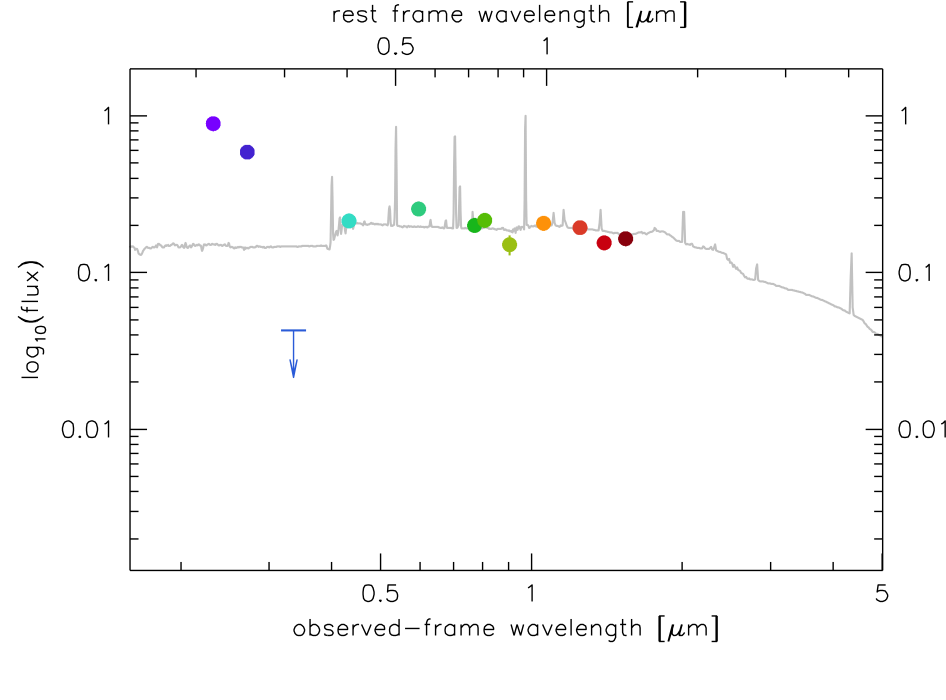 rest frame wavelength [μm]
0.5 1
1 1
0.1 0.1
log10(flux)
0.01 0.01
0.5 1 5
observed-frame wavelength [μm]